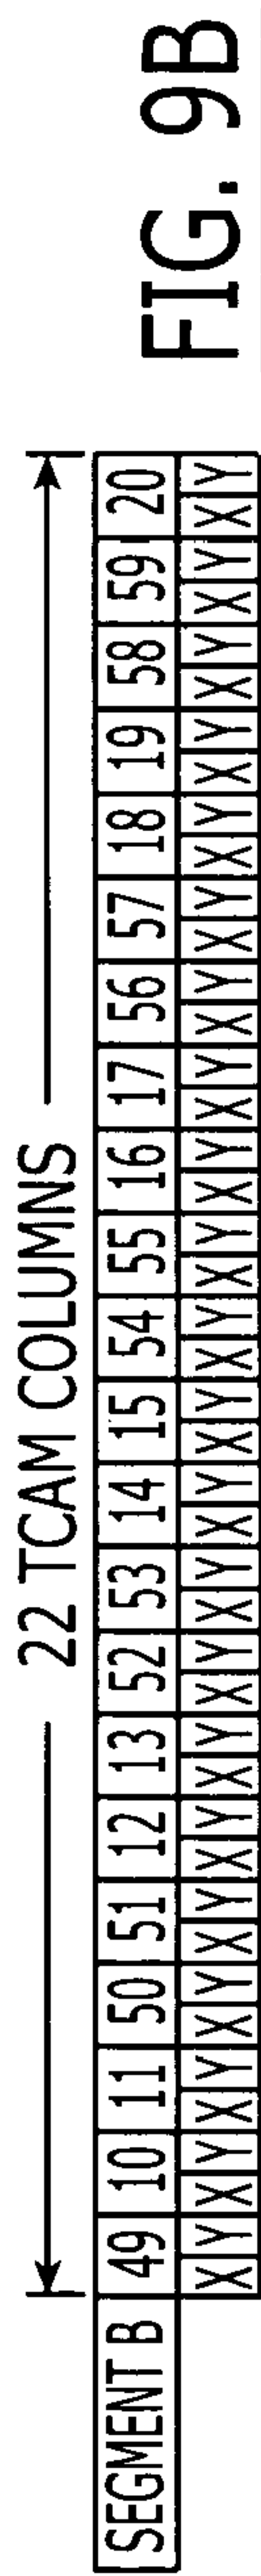 22 TCAM COLUMNS
SEGMENT B 49 10 11 50 51 12 13 52 53 14 15 54 55 16 17 56 57 18 19 58 59 20
X Y X Y X Y X Y X Y X Y X Y X Y X Y X Y X Y X Y X Y X Y X Y X Y X Y X Y X Y X Y X Y X Y
FIG. 9B